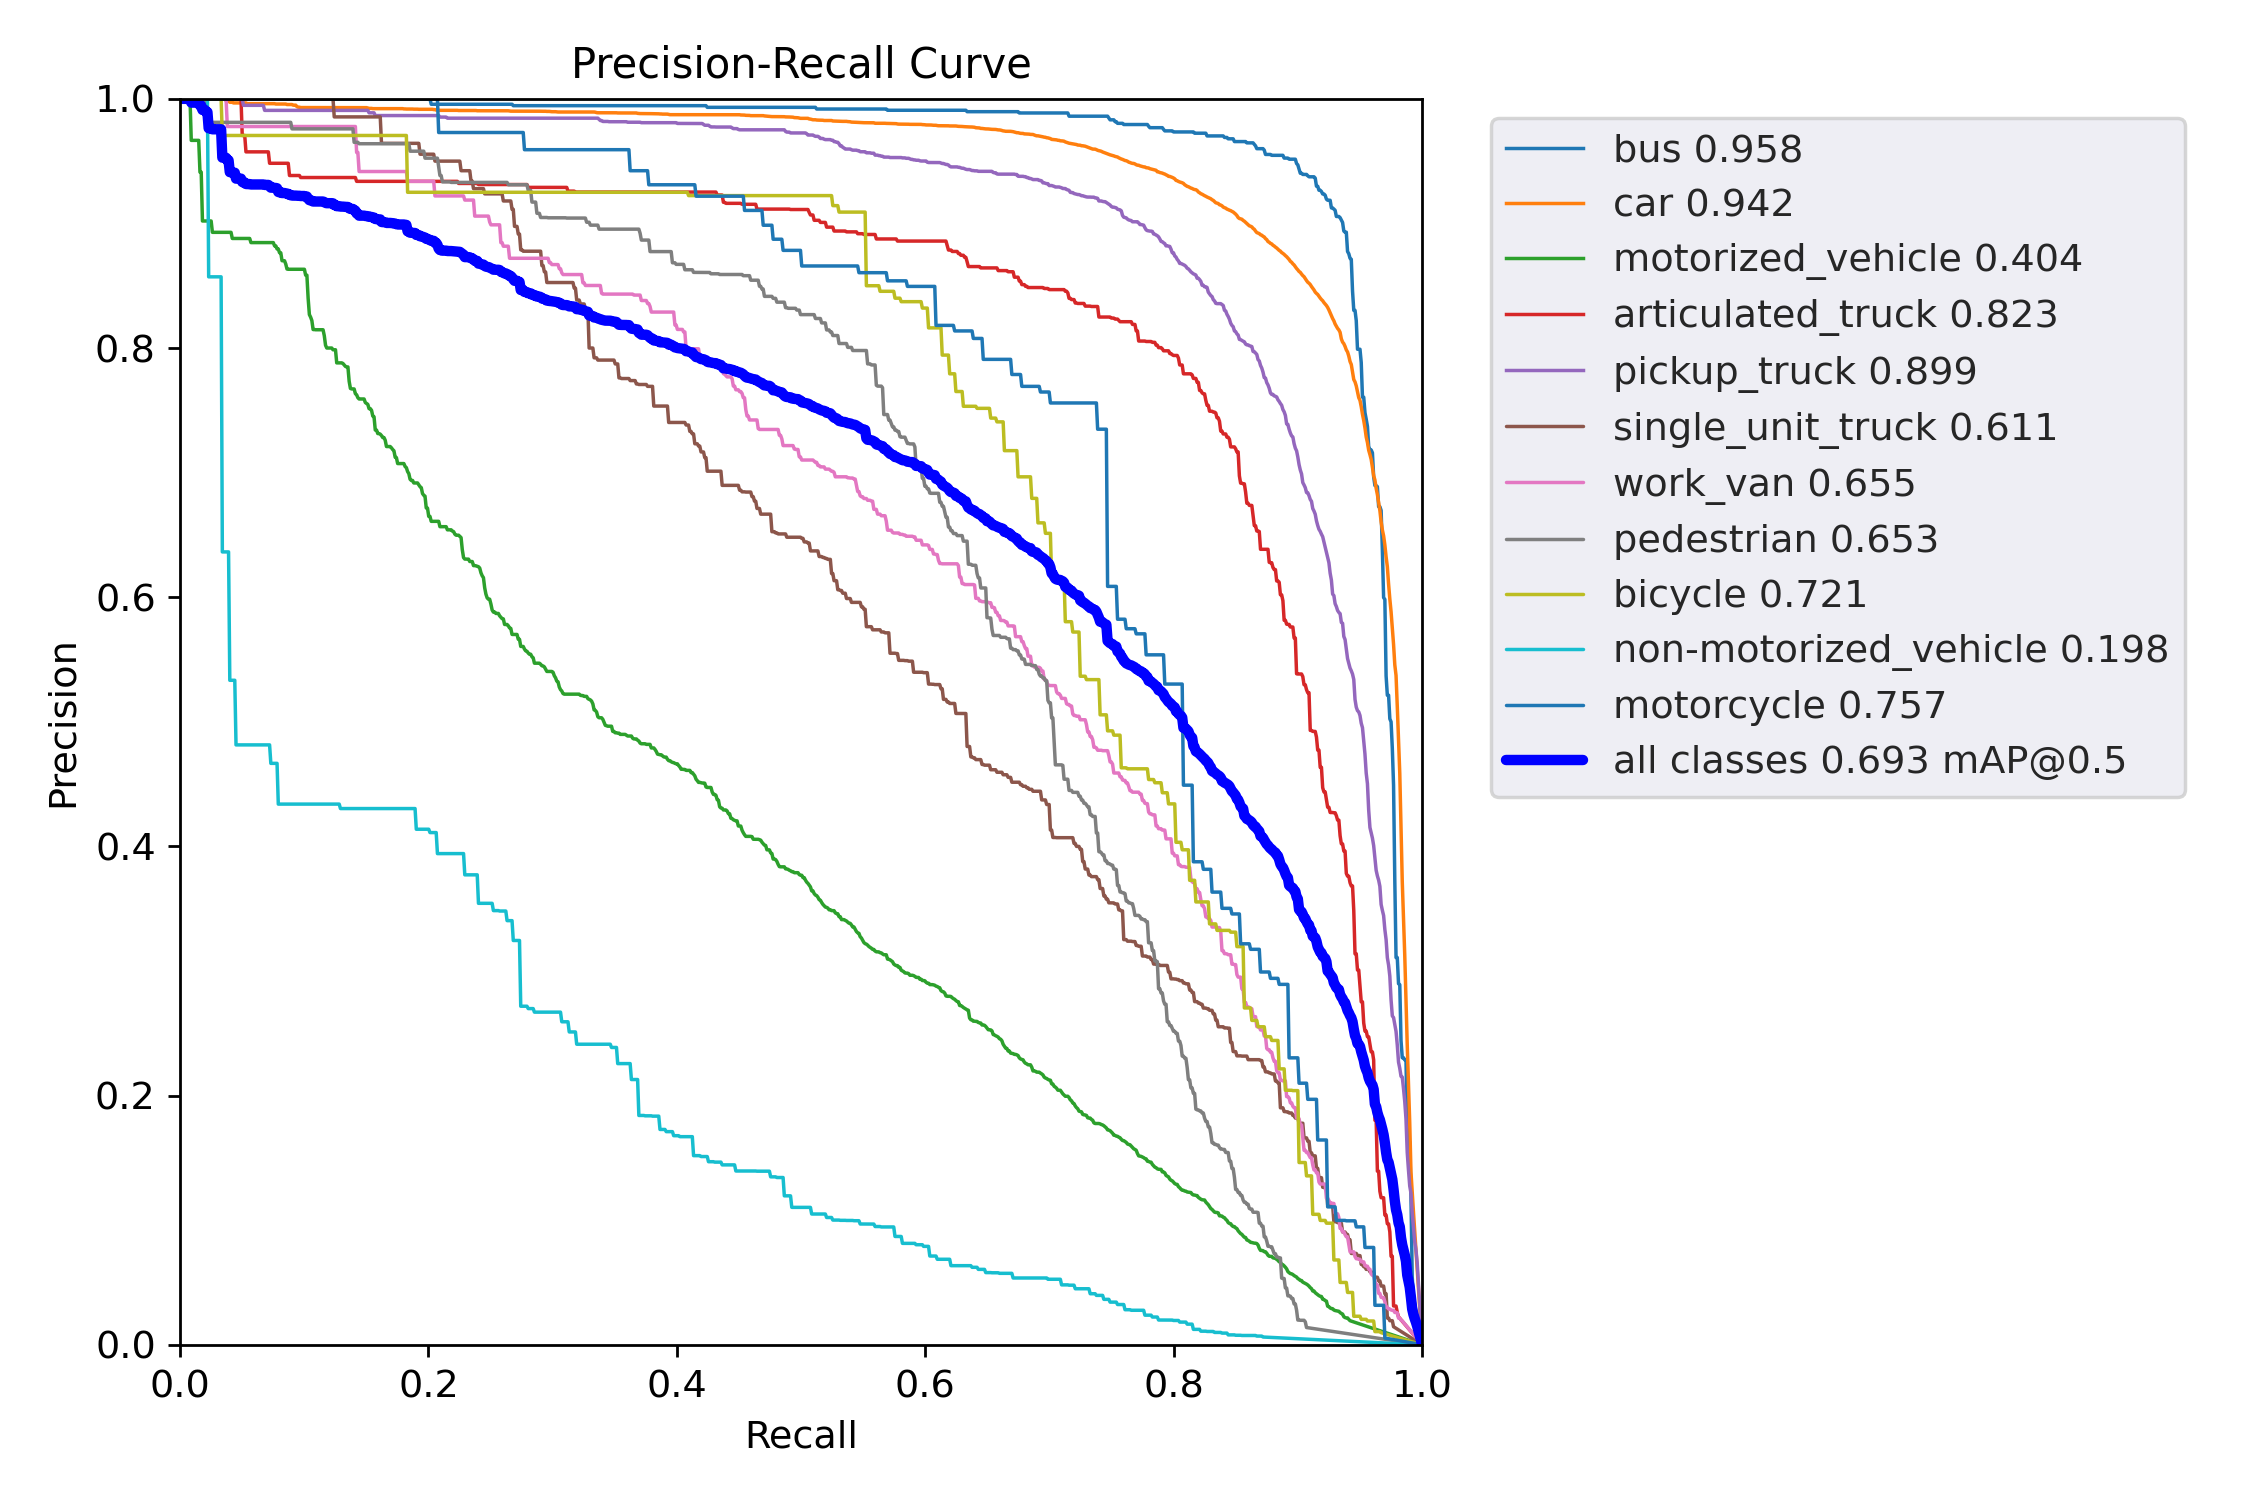 Precision-Recall Curve
1.0
0.8
0.6
0.4
0.2
0.0
Precision
0.0 0.2 0.4 0.6 0.8 1.0
Recall
bus 0.958
car 0.942
motorized_vehicle 0.404
articulated_truck 0.823
pickup_truck 0.899
single_unit_truck 0.611
work_van 0.655
pedestrian 0.653
bicycle 0.721
non-motorized_vehicle 0.198
motorcycle 0.757
all classes 0.693 mAP@0.5